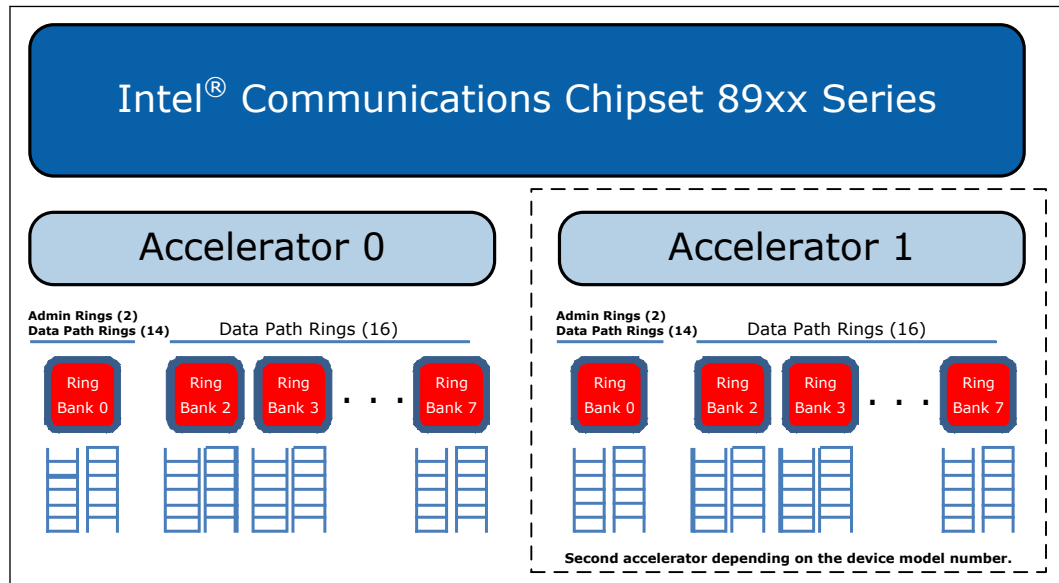 Intel® Communications Chipset 89xx Series
Accelerator 0
Accelerator 1
Admin Rings (2)
Data Path Rings (14)
Data Path Rings (16)
Admin Rings (2)
Data Path Rings (14)
Data Path Rings (16)
Ring
Bank 0
Ring
Bank 2
Ring
Bank 3
. . .
Ring
Bank 7
Ring
Bank 0
Ring
Bank 2
Ring
Bank 3
. . .
Ring
Bank 7
Second accelerator depending on the device model number.